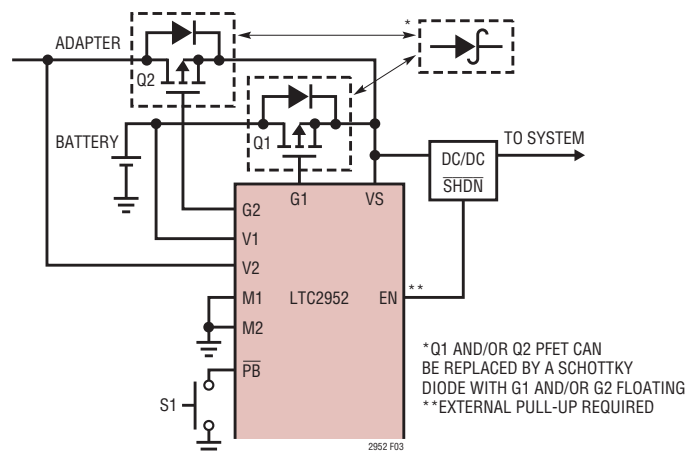 *
ADAPTER
Q2
BATTERY
Q1
TO SYSTEM
DC/DC
SHDN
G1
VS
G2
V1
V2
M1
LTC2952
EN
**
M2
PB
S1
*Q1 AND/OR Q2 PFET CAN
BE REPLACED BY A SCHOTTKY
DIODE WITH G1 AND/OR G2 FLOATING
**EXTERNAL PULL-UP REQUIRED
2952 F03